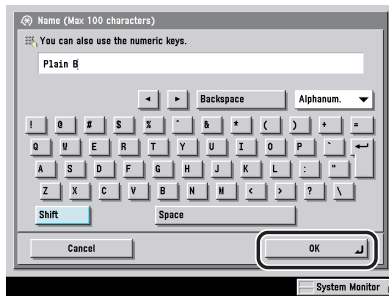 Name (Max 100 characters)
You can also use the numeric keys.
Plain B
◄ ► Backspace Alphanum. ▼
! @ # $ % ^ & * ( ) + =
Q W E R T Y U I O P `
A S D F G H J K L : "
Z X C V B N M < > ? \
Shift Space
Cancel OK
System Monitor